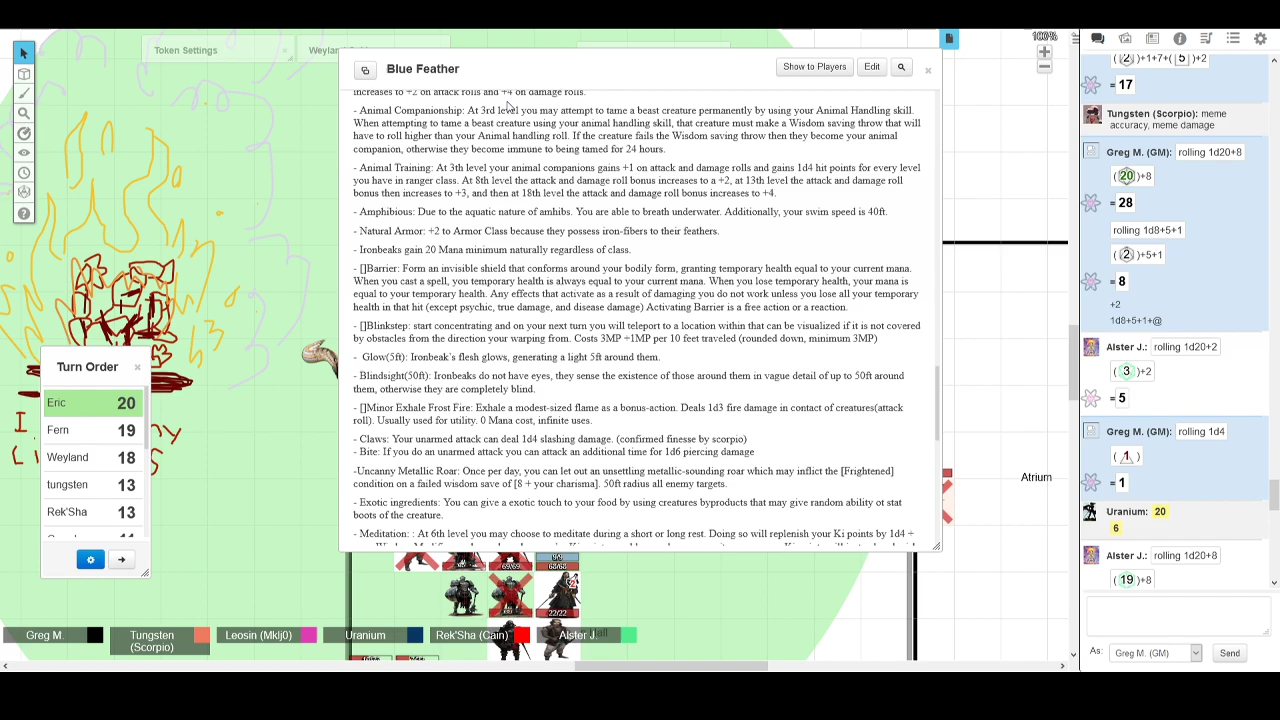 Token Settings
Blue Feather
Show to Players
Edit
increases to +2 on attack rolls and +4 on damage rolls.
- Animal Companionship: At 3rd level you may attempt to tame a beast creature permanently by using your Animal Handling skill.
When attempting to tame a beast creature using your animal handling skill, that creature must make a Wisdom saving throw that will
have to roll higher than your Animal handling roll. If the creature fails the Wisdom saving throw then they become your animal
companion, otherwise they become immune to being tamed for 24 hours.
- Animal Training: At 3th level your animal companions gains +1 on attack and damage rolls and gains 1d4 hit points for every level
you have in ranger class. At 8th level the attack and damage roll bonus increases to a +2, at 13th level the attack and damage roll
bonus then increases to +3, and then at 18th level the attack and damage roll bonus increases to +4.
- Amphibious: Due to the aquatic nature of amhibs. You are able to breath underwater. Additionally, your swim speed is 40ft.
- Natural Armor: +2 to Armor Class because they possess iron-fibers to their feathers.
- Ironbeaks gain 20 Mana minimum naturally regardless of class.
- []Barrier: Form an invisible shield that conforms around your bodily form, granting temporary health equal to your current mana.
When you cast a spell, you temporary health is always equal to your current mana. When you lose temporary health, your mana is
equal to your temporary health. Any effects that activate as a result of damaging you do not work unless you lose all your temporary
health in that hit (except psychic, true damage, and disease damage) Activating Barrier is a free action or a reaction.
- []Blinkstep: start concentrating and on your next turn you will teleport to a location within that can be visualized if it is not covered
by obstacles from the direction your warping from. Costs 3MP +1MP per 10 feet traveled (rounded down, minimum 3MP)
- Glow(5ft): Ironbeak's flesh glows, generating a light 5ft around them.
- Blindsight(50ft): Ironbeaks do not have eyes, they sense the existence of those around them in vague detail of up to 50ft around
them, otherwise they are completely blind.
- []Minor Exhale Frost Fire: Exhale a modest-sized flame as a bonus-action. Deals 1d3 fire damage in contact of creatures(attack
roll). Usually used for utility. 0 Mana cost, infinite uses.
- Claws: Your unarmed attack can deal 1d4 slashing damage. (confirmed finesse by scorpio)
- Bite: If you do an unarmed attack you can attack an additional time for 1d6 piercing damage
-Uncanny Metallic Roar: Once per day, you can let out an unsettling metallic-sounding roar which may inflict the [Frightened]
condition on a failed wisdom save of [8 + your charisma]. 50ft radius all enemy targets.
- Exotic ingredients: You can give a exotic touch to your food by using creatures byproducts that may give random ability ot stat
boots of the creature.
- Meditation: : At 6th level you may choose to meditate during a short or long rest. Doing so will replenish your Ki points by 1d4 +
Turn Order
Eric 20
Fern 19
Weyland 18
tungsten 13
Rek'Sha 13
69/69
68/68
22/22
Greg M.
Tungsten (Scorpio)
Leosin (Mklj0)
Uranium
Rek'Sha (Cain)
Alster J.
Atrium
100%
(2)+1+7+(5)+2
= 17
Tungsten (Scorpio):
meme accuracy, meme damage
Greg M. (GM): rolling 1d20+8
(20)+8
= 28
rolling 1d8+5+1
(2)+5+1
= 8
+2
1d8+5+1+@
Alster J.: rolling 1d20+2
(3)+2
= 5
Greg M. (GM): rolling 1d4
(1)
= 1
Uranium: 20
6
Alster J.: rolling 1d20+8
(19)+8
As: Greg M. (GM)
Send